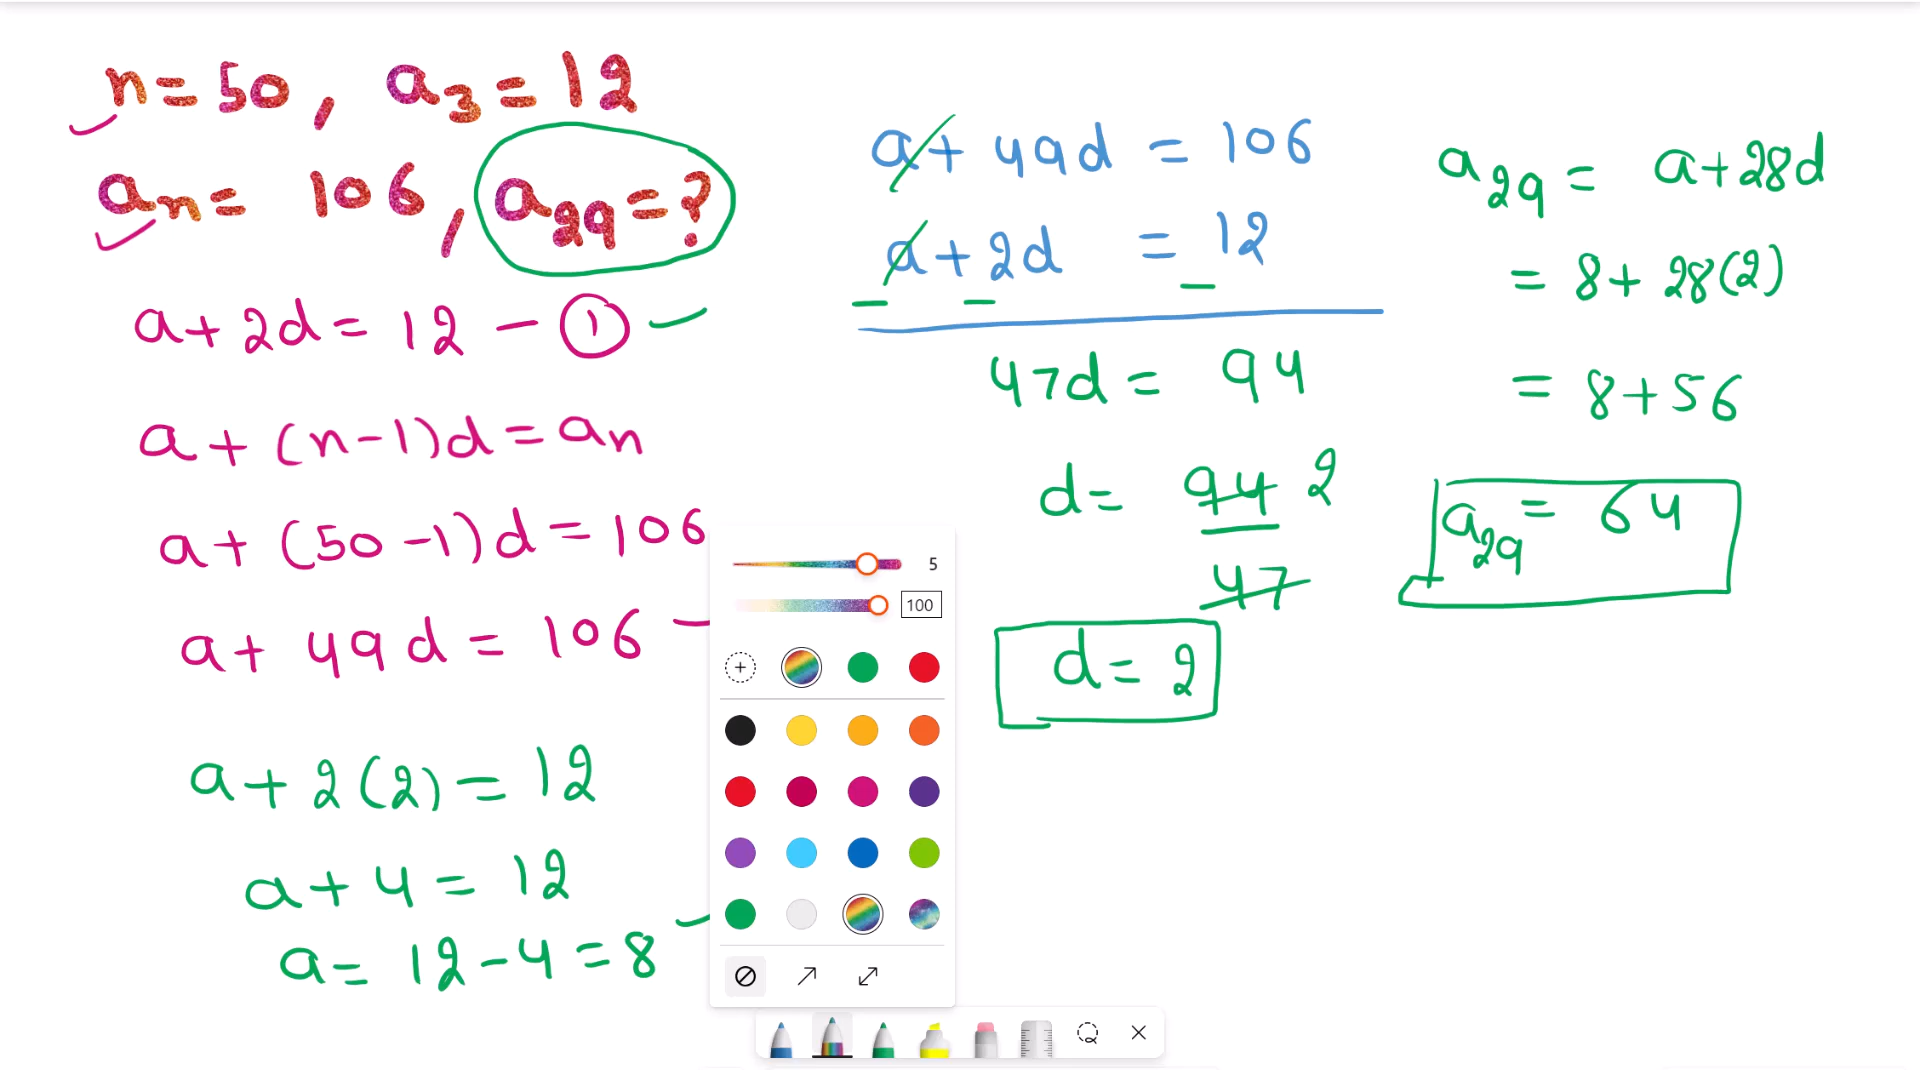 n=50, a₃=12
aₙ= 106, a₂₉=?
a+2d=12 - ①
a+(n-1)d=aₙ
a+(50-1)d=106
a+49d=106
a+2(2)=12
a+4=12
a=12-4=8
a+49d=106
a+2d=12
47d=94
d=94 2
47
d=2
a₂₉= a+28d
= 8+28(2)
= 8+56
a₂₉=64
5
100